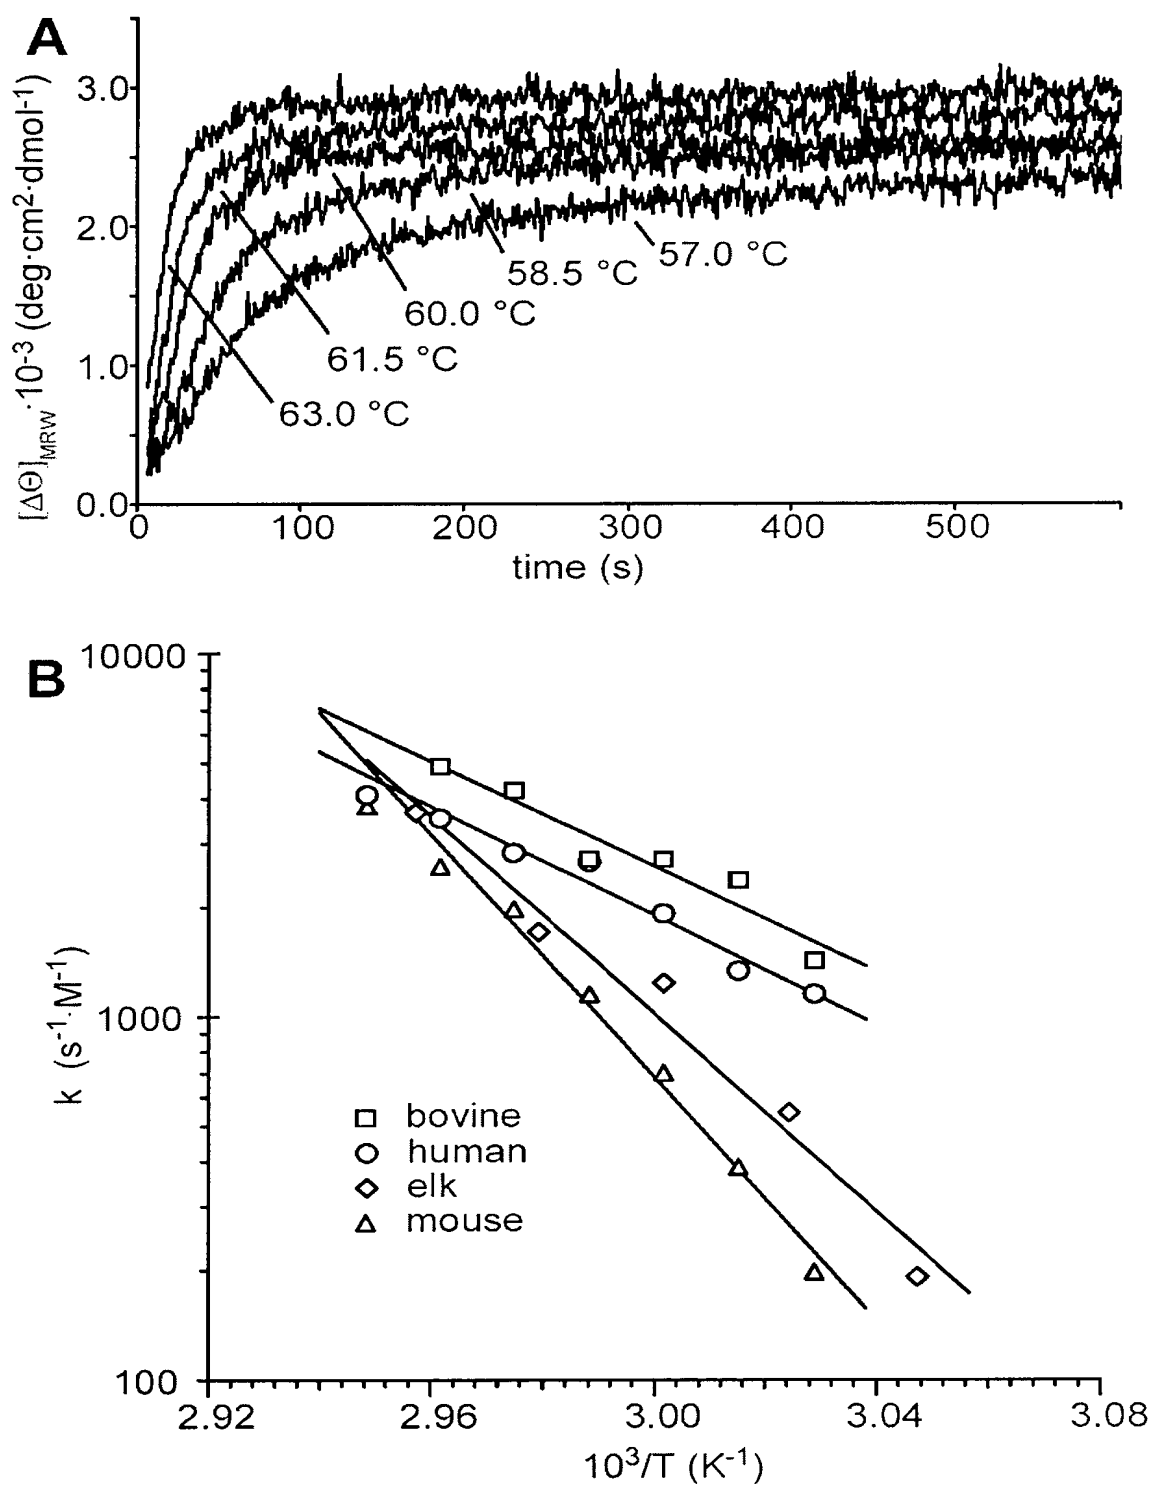 A
[ΔΘ]MRW·10-3 (deg·cm2·dmol-1)
3.0
2.0
1.0
0.0
57.0 °C
58.5 °C
60.0 °C
61.5 °C
63.0 °C
0 100 200 300 400 500
time (s)
B
k (s-1·M-1)
10000
1000
100
bovine
human
elk
mouse
2.92 2.96 3.00 3.04 3.08
103/T (K-1)